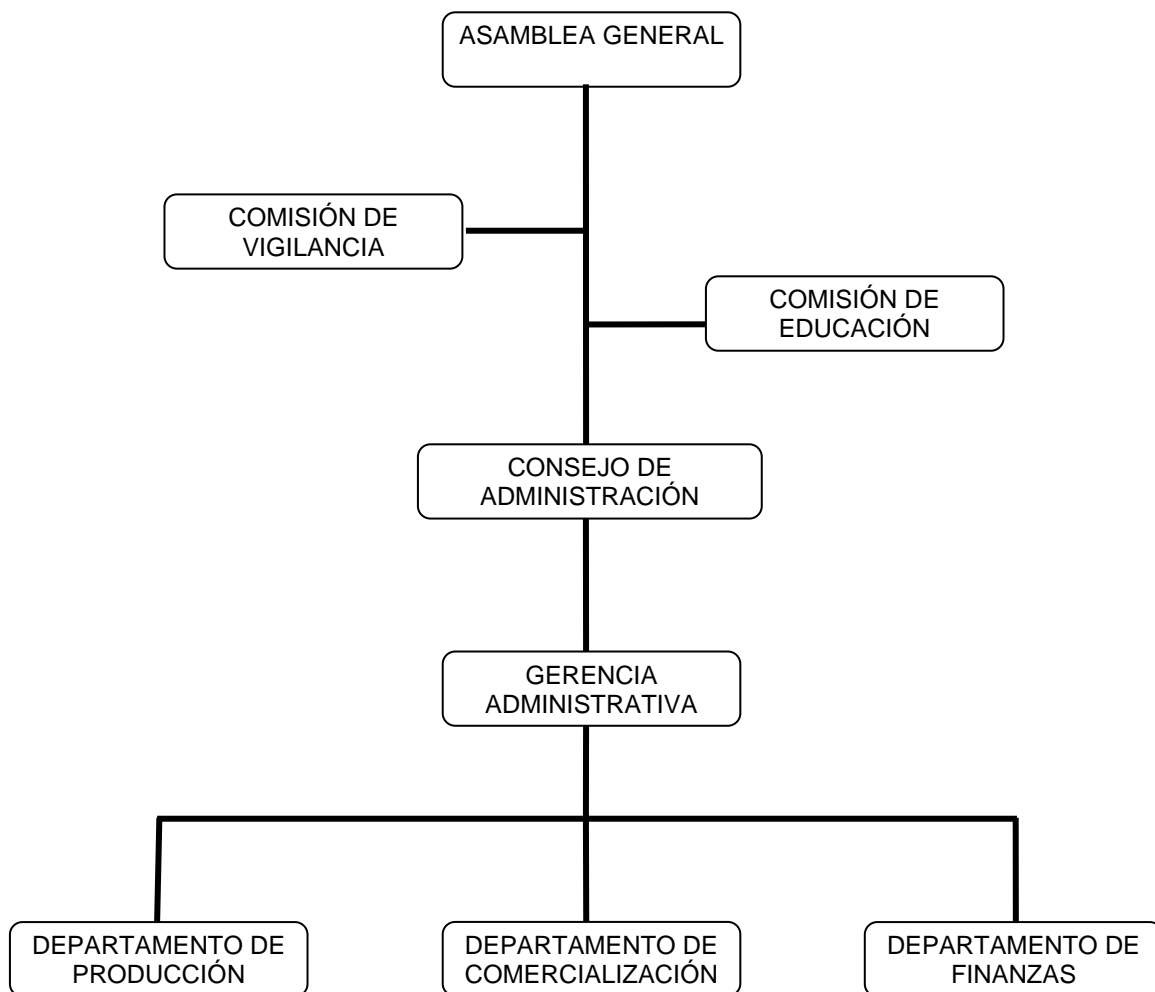 ASAMBLEA GENERAL
COMISIÓN DE
VIGILANCIA
COMISIÓN DE
EDUCACIÓN
CONSEJO DE
ADMINISTRACIÓN
GERENCIA
ADMINISTRATIVA
DEPARTAMENTO DE
PRODUCCIÓN
DEPARTAMENTO DE
COMERCIALIZACIÓN
DEPARTAMENTO DE
FINANZAS